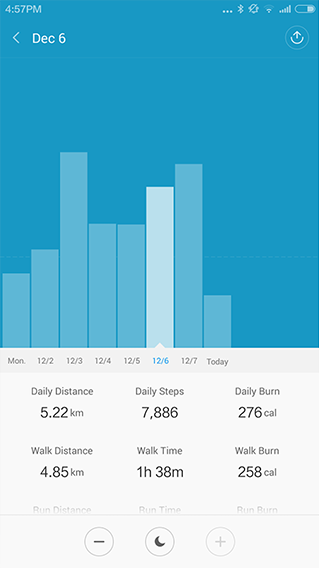 4:57PM
Dec 6
Mon. 12/2 12/3 12/4 12/5 12/6 12/7 Today
Daily Distance Daily Steps Daily Burn
5.22 km 7,886 276 cal
Walk Distance Walk Time Walk Burn
4.85 km 1h 38m 258 cal
Run Distance Run Time Run Burn